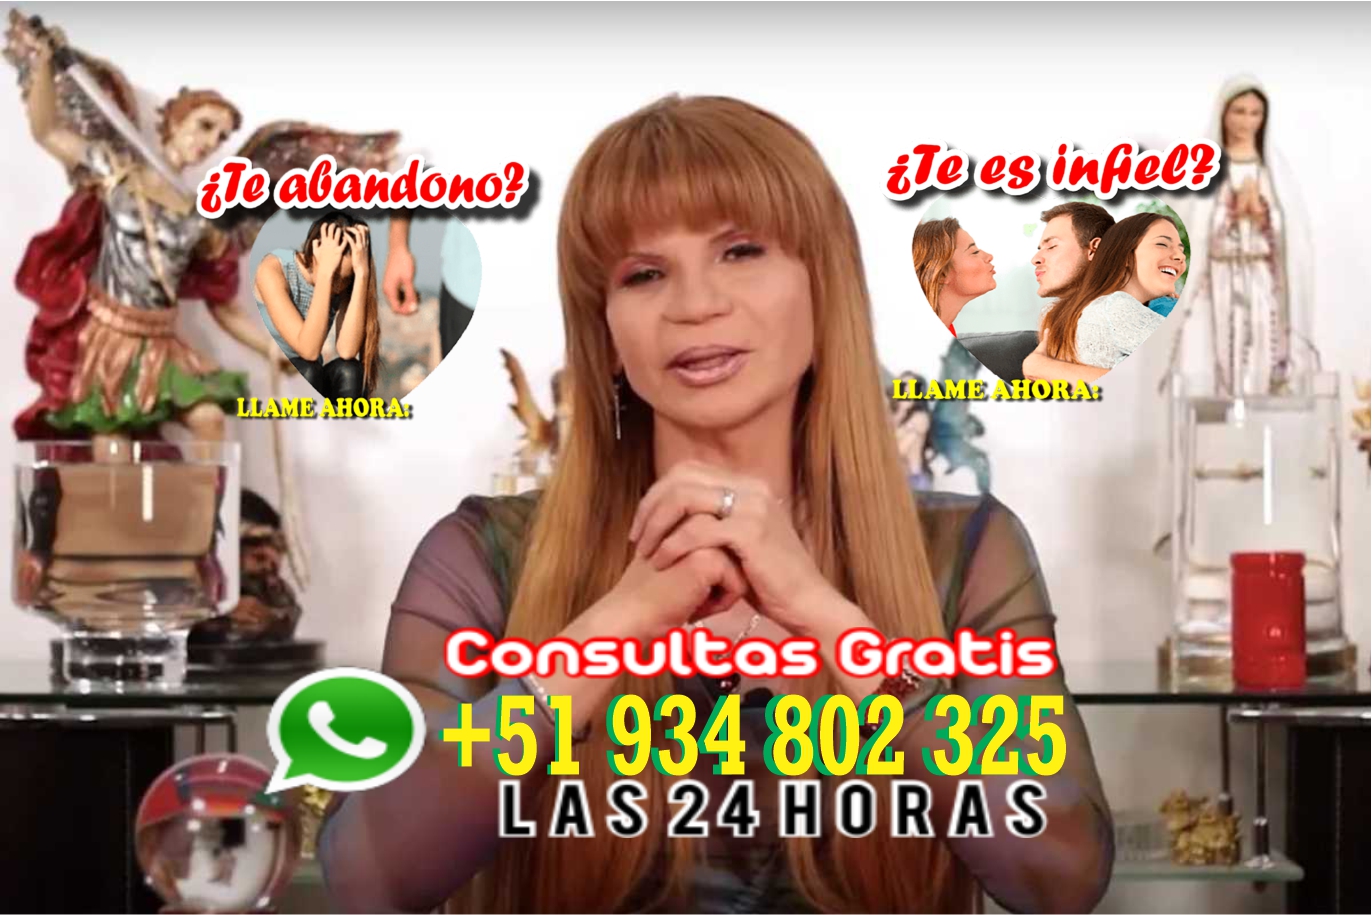 ¿Te abandono?
LLAME AHORA:
¿Te es infiel?
LLAME AHORA:
Consultas Gratis
+51 934 802 325
LAS 24 HORAS